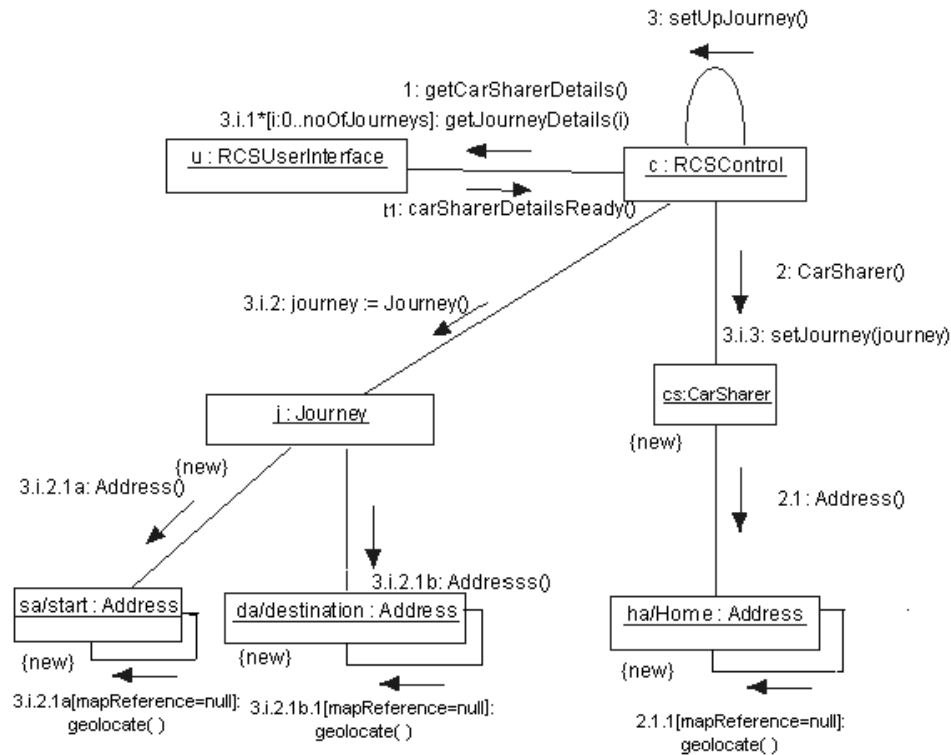 3: setUpJourney()
1: getCarSharerDetails()
3.i.1*[i:0..noOfJourneys]: getJourneyDetails(i)
u : RCSUserInterface
c : RCSControl
t1: carSharerDetailsReady()
2: CarSharer()
3.i.2: journey := Journey()
3.i.3: setJourney(journey)
j : Journey
cs:CarSharer
{new}
{new}
3.i.2.1a: Address()
2.1: Address()
3.i.2.1b: Addresss()
sa/start : Address
da/destination : Address
ha/Home : Address
{new}
{new}
{new}
3.i.2.1a[mapReference=null]:
geolocate( )
3.i.2.1b.1[mapReference=null]:
geolocate( )
2.1.1[mapReference=null]:
geolocate( )